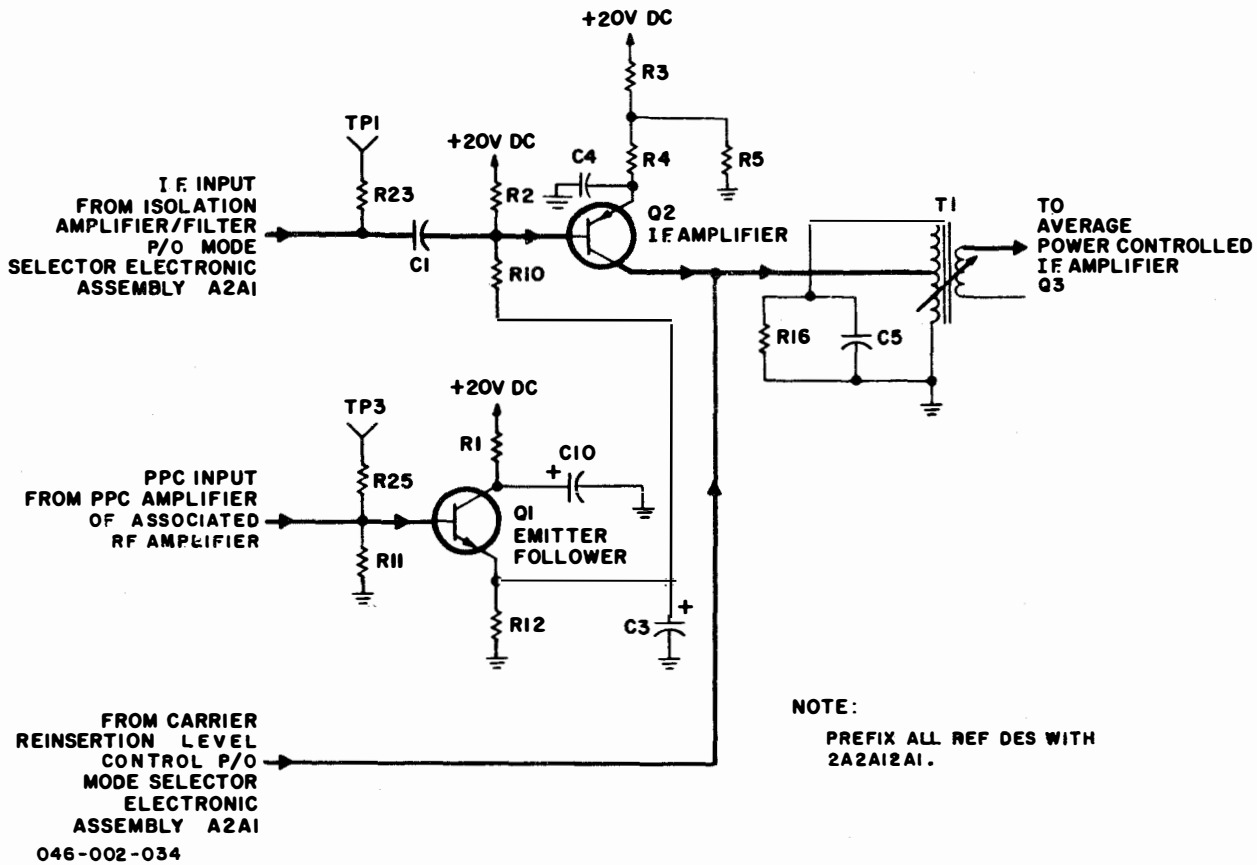 +20V DC
R3
TP1
+20V DC
C4
R4
R5
I.F. INPUT
FROM ISOLATION
AMPLIFIER/FILTER
P/O MODE
SELECTOR ELECTRONIC
ASSEMBLY A2A1
R23
R2
C1
R10
Q2
I.F. AMPLIFIER
T1
TO
AVERAGE
POWER CONTROLLED
I.F. AMPLIFIER
Q3
R16
C5
+20V DC
TP3
R1
C10
+
PPC INPUT
FROM PPC AMPLIFIER
OF ASSOCIATED
RF AMPLIFIER
R25
R11
Q1
EMITTER
FOLLOWER
R12
C3
+
FROM CARRIER
REINSERTION LEVEL
CONTROL P/O
MODE SELECTOR
ELECTRONIC
ASSEMBLY A2A1
NOTE:
PREFIX ALL REF DES WITH
2A2A12A1.
046-002-034